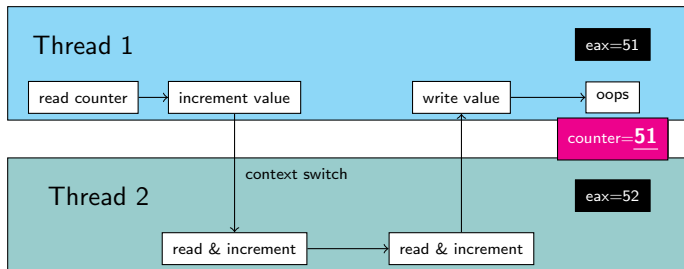 Thread 1
eax=51
read counter
increment value
write value
oops
counter=51
context switch
Thread 2
eax=52
read & increment
read & increment